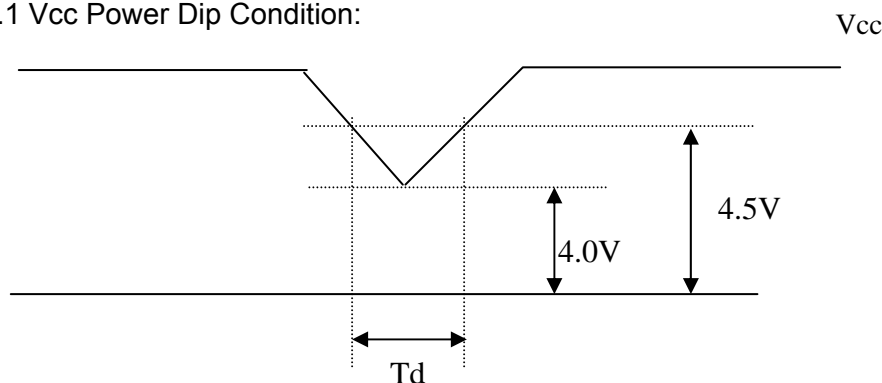 .1 Vcc Power Dip Condition:
Vcc
4.5V
4.0V
Td